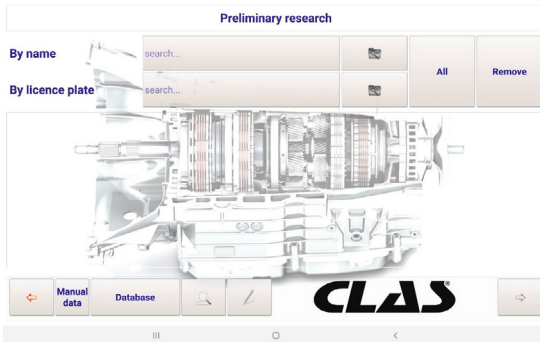 Preliminary research
By name
search...
All
Remove
By licence plate
search...
Manual
data
Database
CLAS